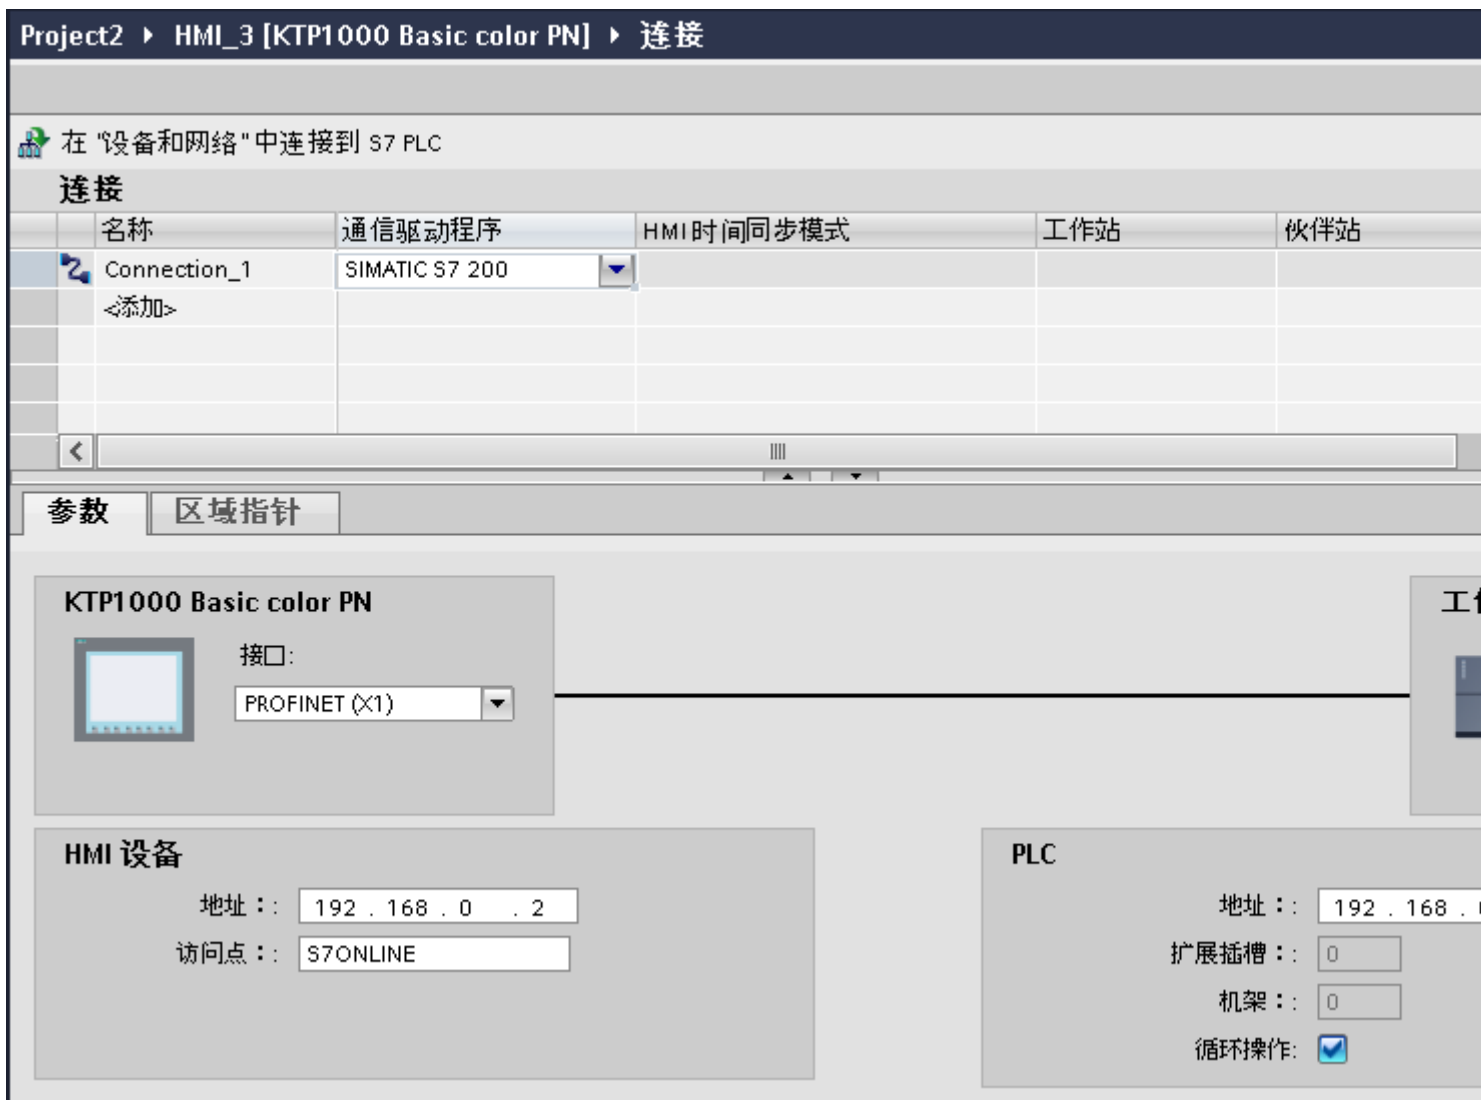 Project2 ▸ HMI_3 [KTP1000 Basic color PN] ▸ 连接
在 "设备和网络" 中连接到 S7 PLC
连接
名称 通信驱动程序 HMI时间同步模式 工作站 伙伴站
Connection_1 SIMATIC S7 200
<添加>
参数 区域指针
KTP1000 Basic color PN
接口:
PROFINET (X1)
HMI 设备
地址：: 192 . 168 . 0 . 2
访问点：: S7ONLINE
工
PLC
地址：: 192 . 168 .
扩展插槽：: 0
机架：: 0
循环操作: